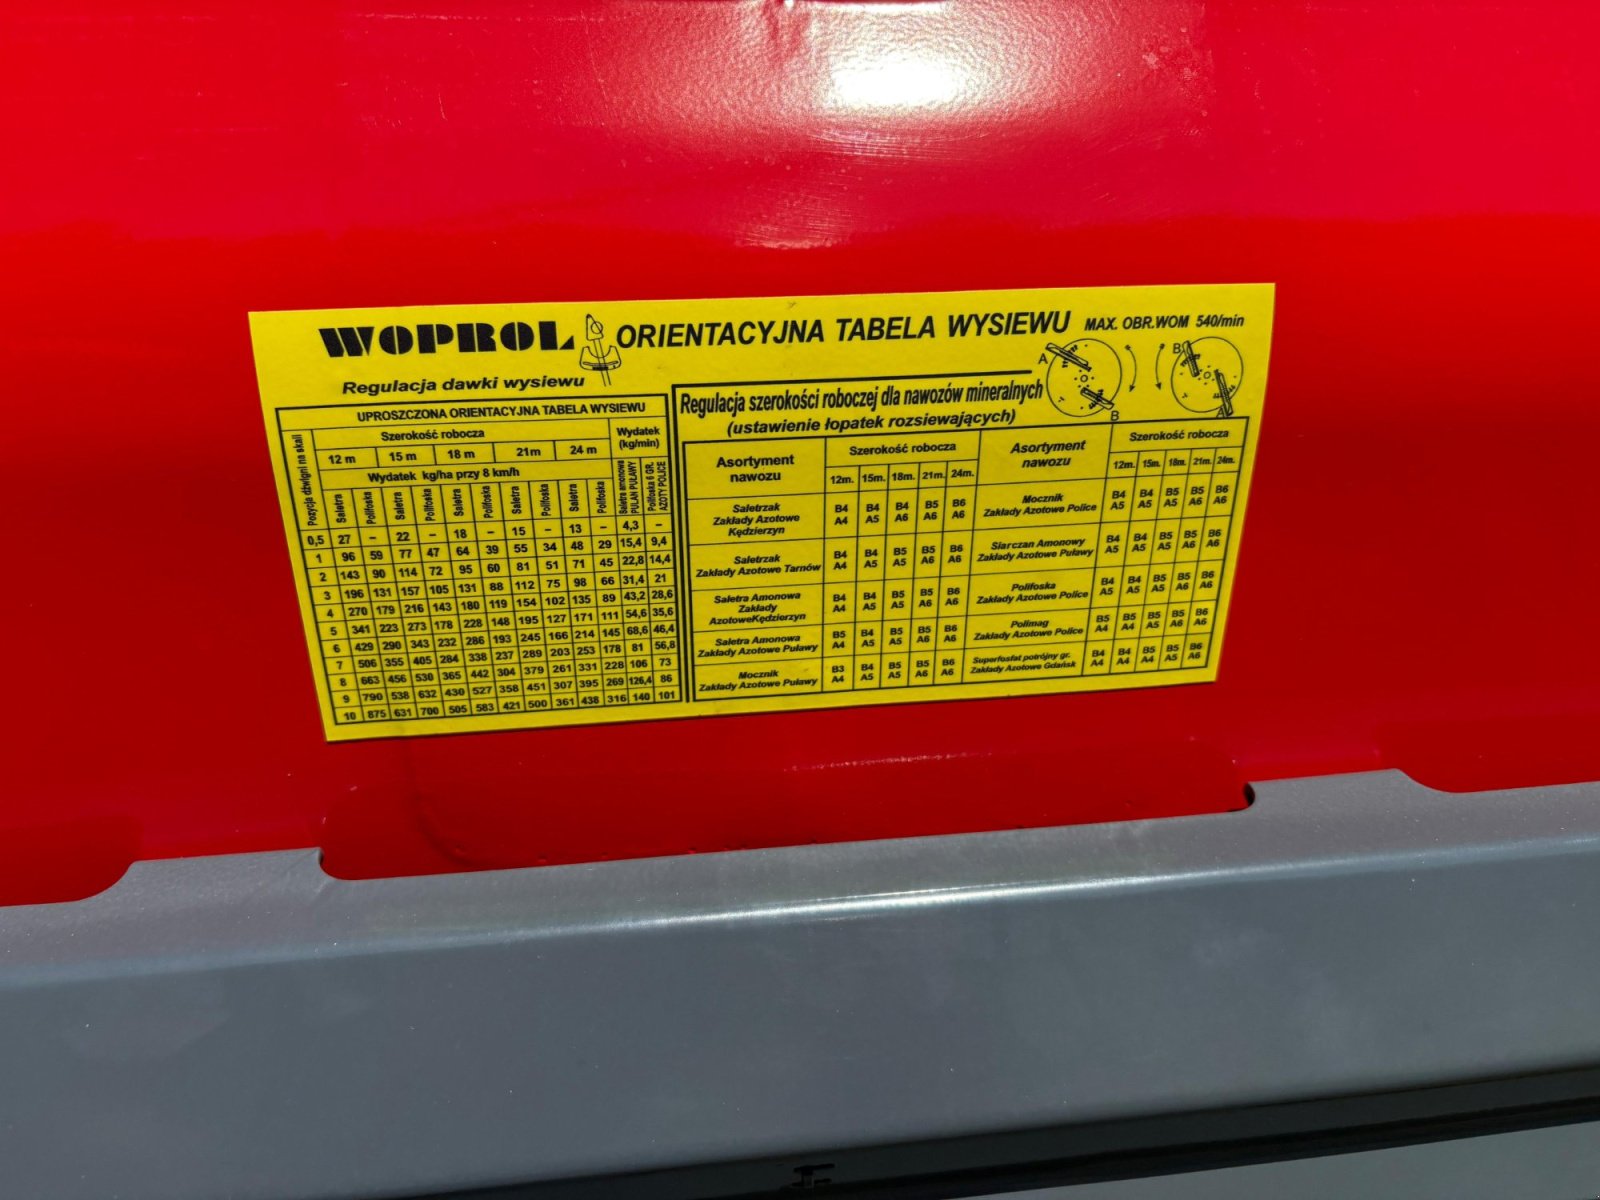 WOPROL ORIENTACYJNA TABELA WYSIEWU MAX. OBR.WOM 540/min
Regulacja dawki wysiewu
UPROSZCZONA ORIENTACYJNA TABELA WYSIEWU
Pozycja dźwigni na skali
Szerokość robocza
Wydatek (kg/min)
12 m 15 m 18 m 21m 24 m
Wydatek kg/ha przy 8 km/h
Saletra Polifoska Saletra Polifoska Saletra Polifoska Saletra Polifoska Saletra Polifoska Saletra amonowa PULAN PUŁAWY Polifoska 6 GR. AZOTY POLICE
0,5 27 – 22 – 18 – 15 – 13 – 4,3 –
1 96 59 77 47 64 39 55 34 48 29 15,4 9,4
2 143 90 114 72 95 60 81 51 71 45 22,8 14,4
3 196 131 157 105 131 88 112 75 98 66 31,4 21
4 270 179 216 143 180 119 154 102 135 89 43,2 28,6
5 341 223 273 178 228 148 195 127 171 111 54,6 35,6
6 429 290 343 232 286 193 245 166 214 145 68,6 46,4
7 506 355 405 284 338 237 289 203 253 178 81 56,8
8 663 456 530 365 442 304 379 261 331 228 106 73
9 790 538 632 430 527 358 451 307 395 269 126,4 86
10 875 631 700 505 583 421 500 361 438 316 140 101
Regulacja szerokości roboczej dla nawozów mineralnych
(ustawienie łopatek rozsiewających)
A B B A
Asortyment nawozu
Szerokość robocza
12m. 15m. 18m. 21m. 24m.
Saletrzak
Zakłady Azotowe
Kędzierzyn
B4 B4 B4 B5 B6
A4 A5 A6 A6 A6
Saletrzak
Zakłady Azotowe Tarnów
B4 B4 B5 B5 B6
A4 A5 A5 A6 A6
Saletra Amonowa
Zakłady
AzotoweKędzierzyn
B4 B4 B5 B5 B6
A4 A5 A5 A6 A6
Saletra Amonowa
Zakłady Azotowe Puławy
B5 B4 B5 B5 B6
A4 A5 A5 A6 A6
Mocznik
Zakłady Azotowe Puławy
B3 B4 B5 B5 B6
A4 A5 A5 A6 A6
Asortyment
nawozu
Szerokość robocza
12m. 15m. 18m. 21m. 24m.
Mocznik
Zakłady Azotowe Police
B4 B4 B5 B5 B6
A5 A5 A5 A6 A6
Siarczan Amonowy
Zakłady Azotowe Puławy
B4 B4 B5 B5 B6
A5 A5 A5 A6 A6
Polifoska
Zakłady Azotowe Police
B4 B4 B5 B5 B6
A5 A5 A5 A6 A6
Polimag
Zakłady Azotowe Police
B5 B4 B5 B5 B6
A4 A5 A5 A6 A6
Superfosfat potrójny gr.
Zakłady Azotowe Gdańsk
B4 B4 B5 B5 B6
A4 A4 A5 A5 A6